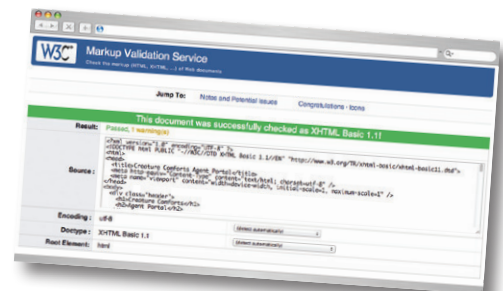 W3C® Markup Validation Service
Check the markup (HTML, XHTML, …) of Web documents
Jump To: Notes and Potential Issues Congratulations · Icons
This document was successfully checked as XHTML Basic 1.1!
Result: Passed, 1 warning(s)
Source :
<?xml version="1.0" encoding="UTF-8" ?>
<!DOCTYPE html PUBLIC "-//W3C//DTD XHTML Basic 1.1//EN" "http://www.w3.org/TR/xhtml-basic/xhtml-basic11.dtd">
<html>
<head>
<title>Creature Comforts Agent Portal</title>
<meta http-equiv="Content-Type" content="text/html; charset=utf-8" />
<meta name="viewport" content="width=device-width, initial-scale=1, maximum-scale=1" />
</head>
<body>
<div class="header">
<h1>Creature Comforts</h1>
<h2>Agent Portal</h2>
Encoding : utf-8 (detect automatically)
Doctype : XHTML Basic 1.1 (detect automatically)
Root Element: html